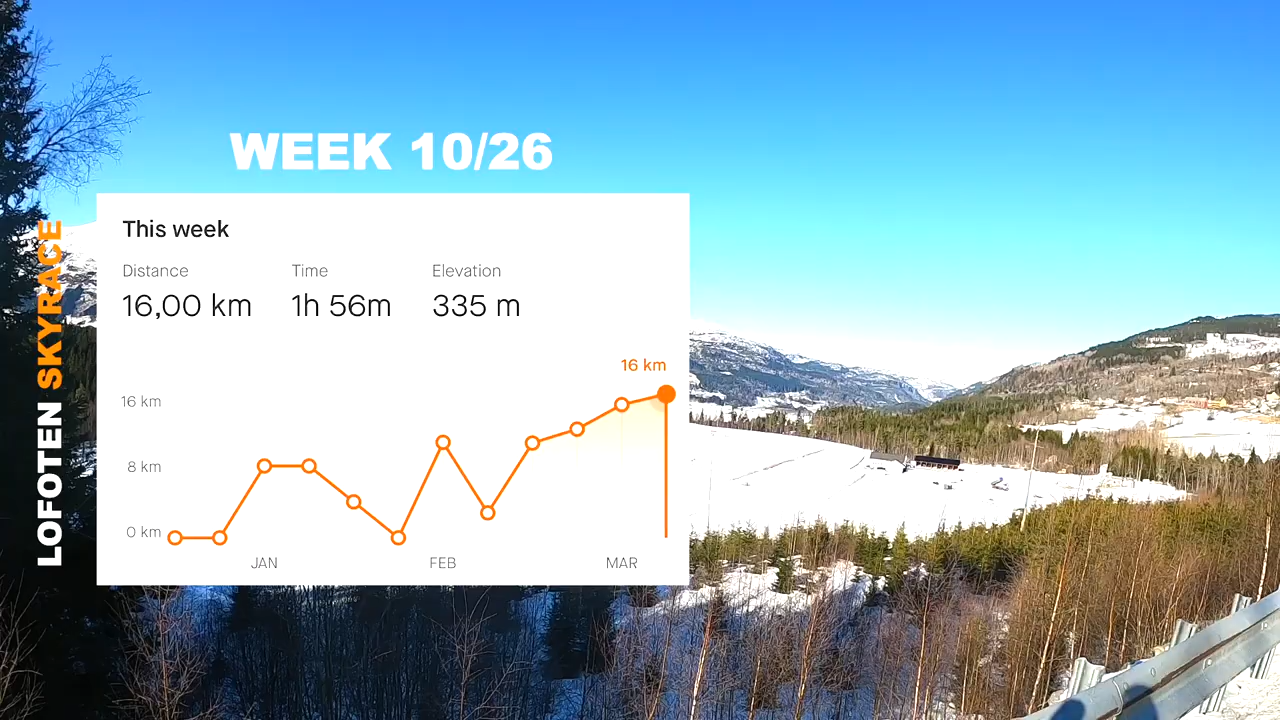 WEEK 10/26
LOFOTEN SKYRACE
This week
Distance Time Elevation
16,00 km 1h 56m 335 m
16 km
16 km
8 km
0 km
JAN FEB MAR